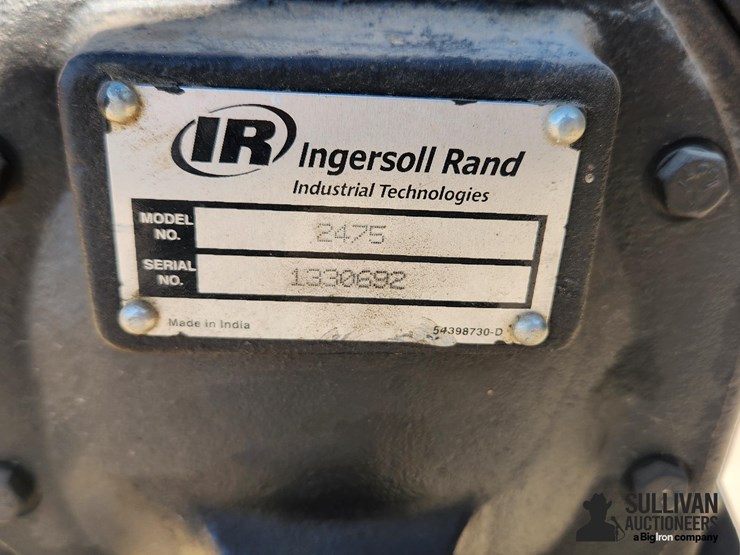 IR Ingersoll Rand
Industrial Technologies
MODEL NO. 2475
SERIAL NO. 1330892
Made in India 54398730-D
SULLIVAN
AUCTIONEERS
a BigIron company